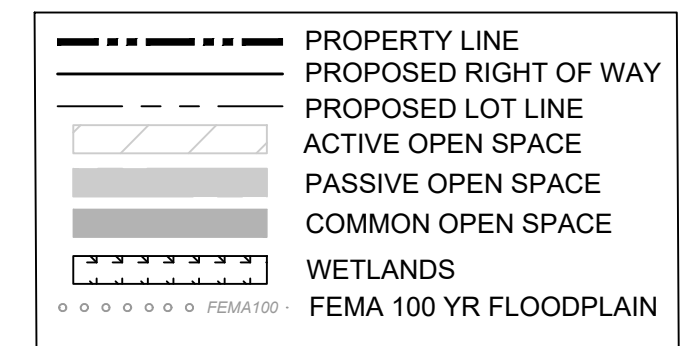 PROPERTY LINE
PROPOSED RIGHT OF WAY
PROPOSED LOT LINE
ACTIVE OPEN SPACE
PASSIVE OPEN SPACE
COMMON OPEN SPACE
WETLANDS
FEMA100 FEMA 100 YR FLOODPLAIN